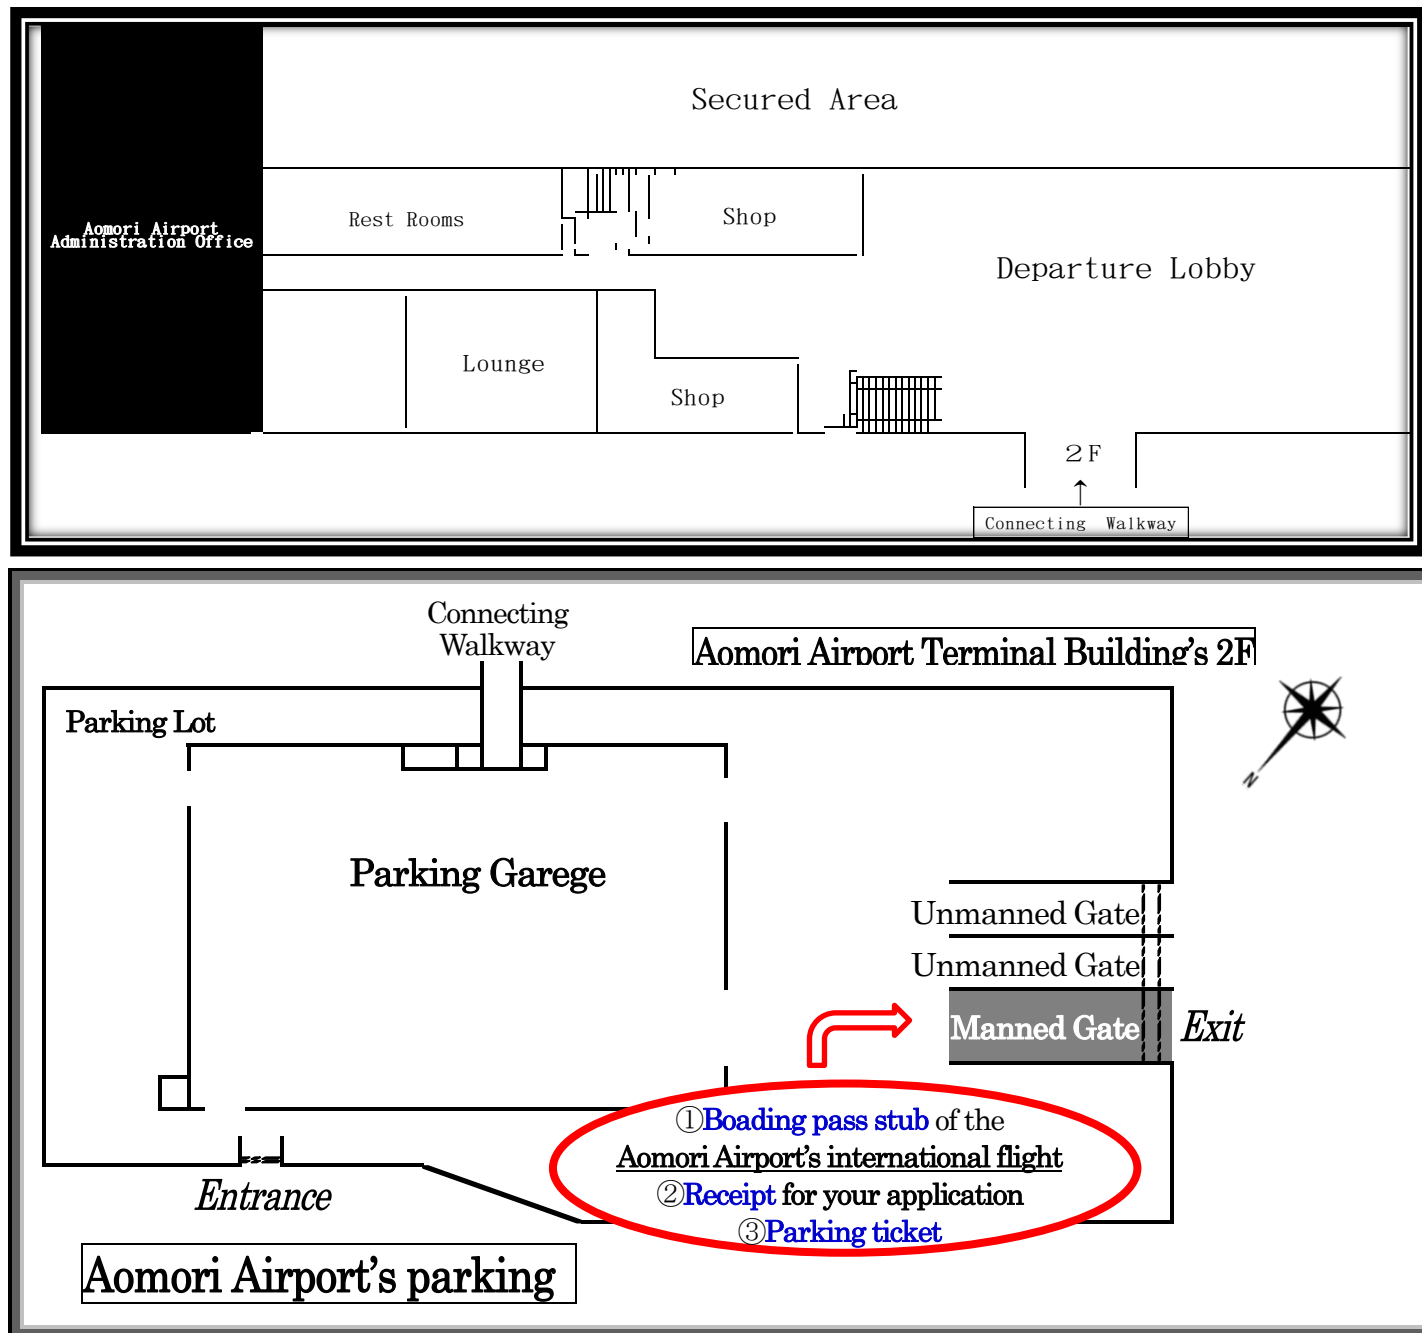 Secured Area
Aomori Airport
Administration Office
Rest Rooms
Shop
Departure Lobby
Lounge
Shop
２F
↑
Connecting Walkway
Connecting
Walkway
Aomori Airport Terminal Building's 2F
Parking Lot
N
Parking Garege
Unmanned Gate
Unmanned Gate
Manned Gate
Exit
①Boading pass stub of the
Aomori Airport's international flight
②Receipt for your application
③Parking ticket
Entrance
Aomori Airport's parking